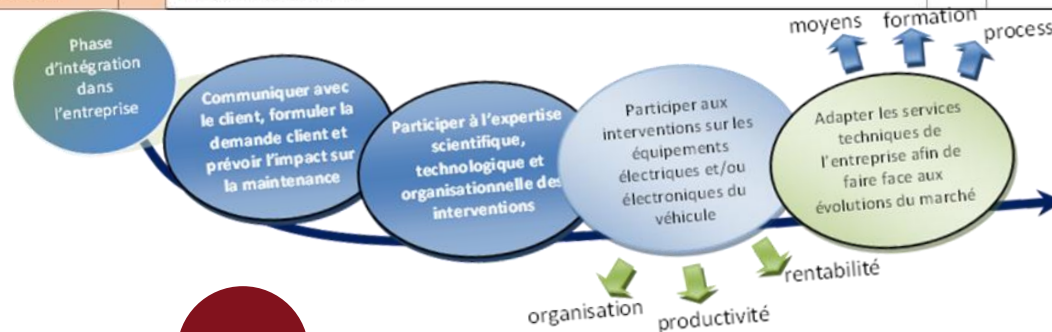 Phase
d'intégration
dans
l'entreprise
Communiquer avec
le client, formuler la
demande client et
prévoir l'impact sur
la maintenance
Participer à l'expertise
scientifique,
technologique et
organisationnelle des
interventions
Participer aux
interventions sur les
équipements
électriques et/ou
électroniques du
véhicule
Adapter les services
techniques de
l'entreprise afin de
faire face aux
évolutions du marché
moyens
formation
process
organisation
productivité
rentabilité